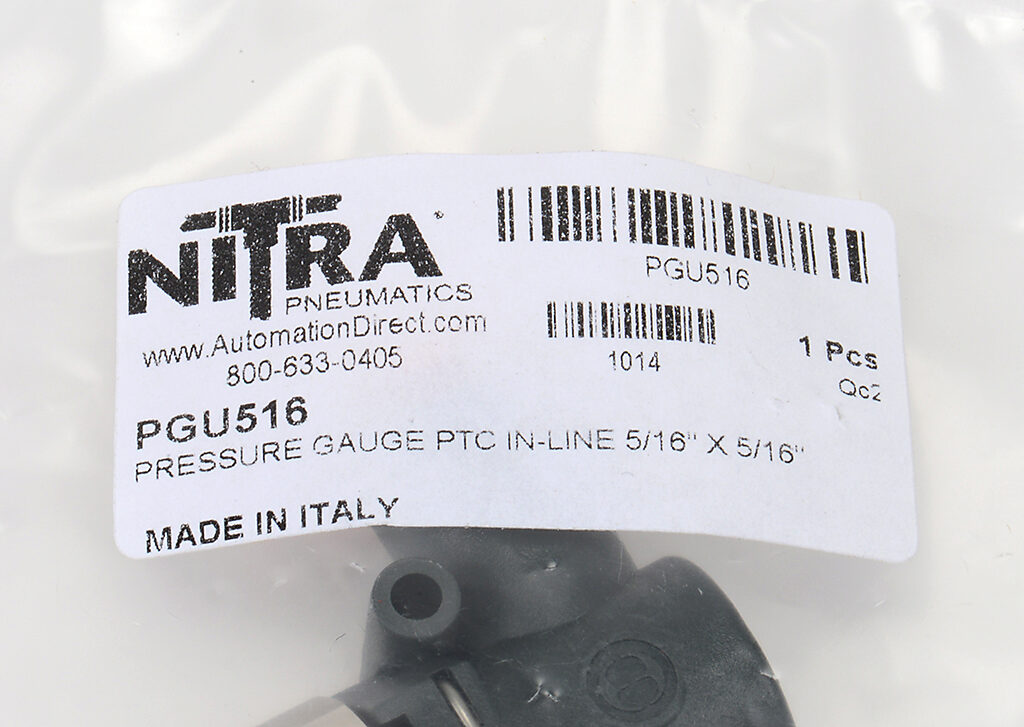 NITRA
PNEUMATICS
www.AutomationDirect.com
800-633-0405
PGU516
1014
1 Pcs
Qc2
PGU516
PRESSURE GAUGE PTC IN-LINE 5/16" X 5/16"
MADE IN ITALY